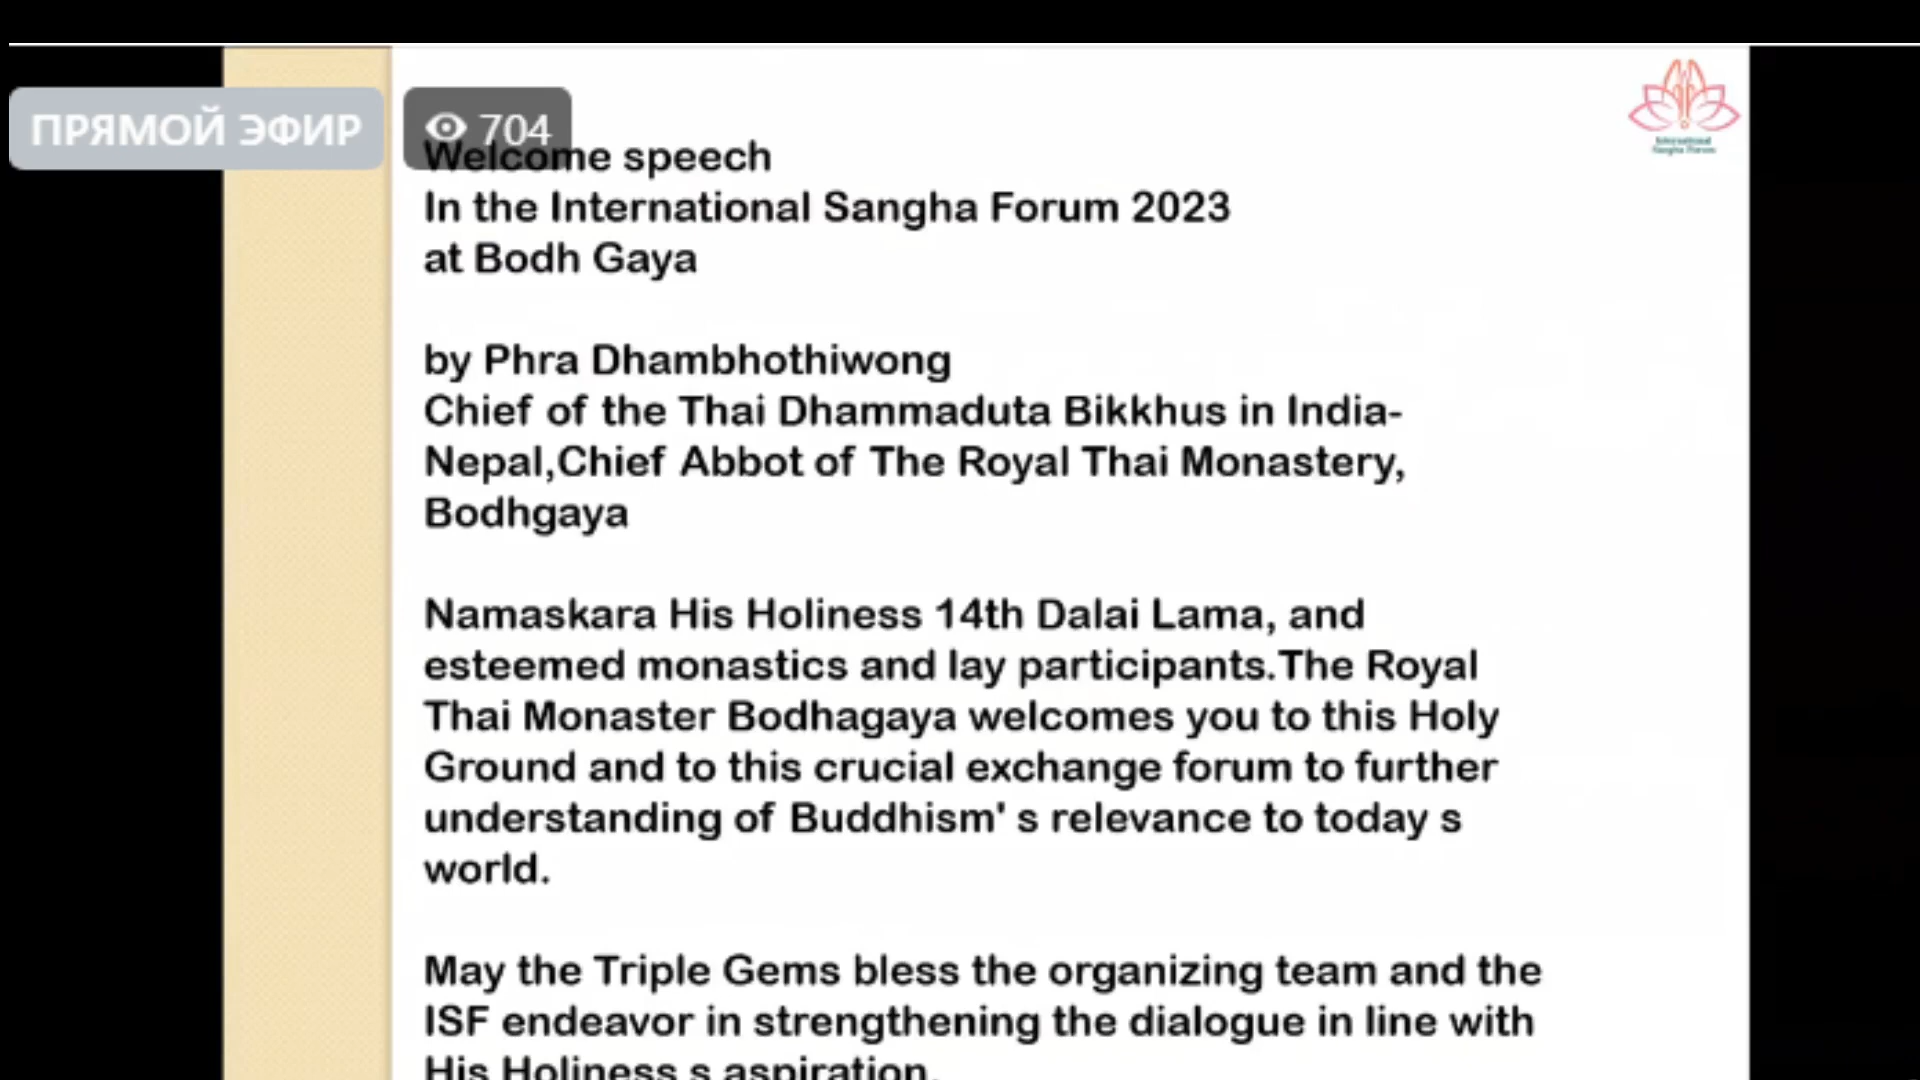 ПРЯМОЙ ЭФИР
704
Welcome speech
In the International Sangha Forum 2023
at Bodh Gaya
by Phra Dhambhothiwong
Chief of the Thai Dhammaduta Bikkhus in India-
Nepal,Chief Abbot of The Royal Thai Monastery,
Bodhgaya
Namaskara His Holiness 14th Dalai Lama, and
esteemed monastics and lay participants.The Royal
Thai Monaster Bodhagaya welcomes you to this Holy
Ground and to this crucial exchange forum to further
understanding of Buddhism' s relevance to today s
world.
May the Triple Gems bless the organizing team and the
ISF endeavor in strengthening the dialogue in line with
His Holiness s aspiration.
International
Sangha Forum